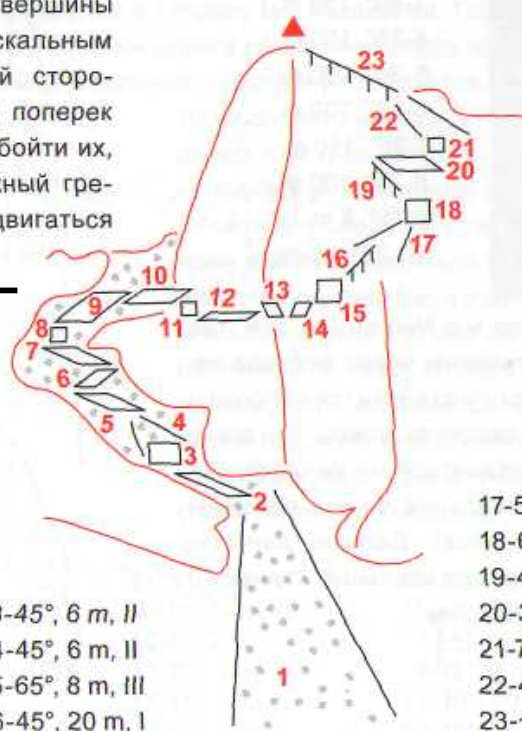 вершины
скальным
й сторо-
поперек
бойти их,
жный гре-
двигаться
23
22
21
20
19
18
17
16
15
14
13
12
11
10
9
8
7
6
5
4
3
2
1
-45°, 6 m, II
-45°, 6 m, II
-65°, 8 m, III
-45°, 20 m, I
17-5
18-6
19-4
20-3
21-7
22-4
23-